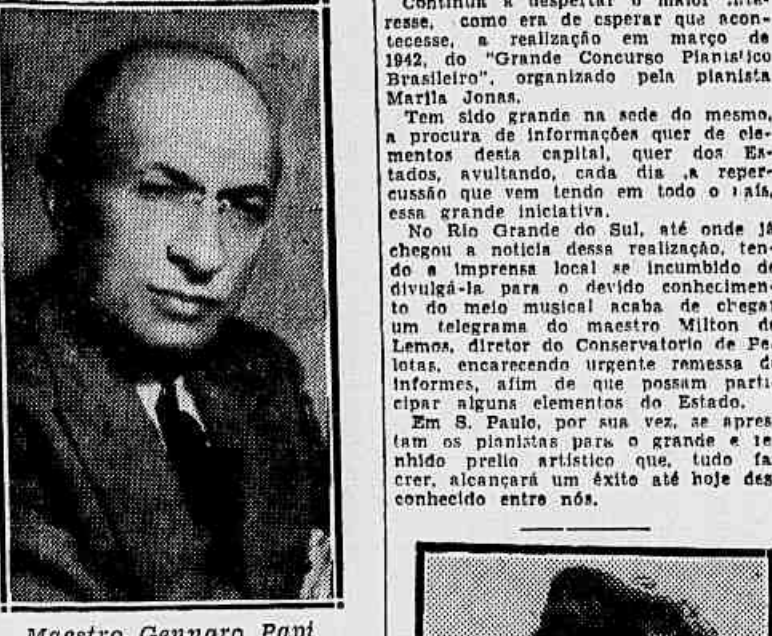 Maestro Gennaro Papi
Continua a despertar o maior inte-
resse, como era de esperar que acon-
tecesse, a realização em março de
1942, do "Grande Concurso Pianistico
Brasileiro", organizado pela pianista
Marila Jonas.
Tem sido grande na sede do mesmo,
a procura de informações quer de ele-
mentos desta capital, quer dos Es-
tados, avultando, cada dia ,a reper-
cussão que vem tendo em todo o país,
essa grande iniciativa.
No Rio Grande do Sul, até onde já
chegou a noticia dessa realização, ten-
do a imprensa local se incumbido de
divulgá-la para o devido conhecimen-
to do meio musical acaba de chegar
um telegrama do maestro Milton de
Lemos, diretor do Conservatorio de Pe-
lotas, encarecendo urgente remessa de
informes, afim de que possam parti-
cipar alguns elementos do Estado.
Em S. Paulo, por sua vez, se apres-
tam os pianistas para o grande e re-
nhido prelio artistico que, tudo faz
crer, alcançará um êxito até hoje des-
conhecido entre nós.